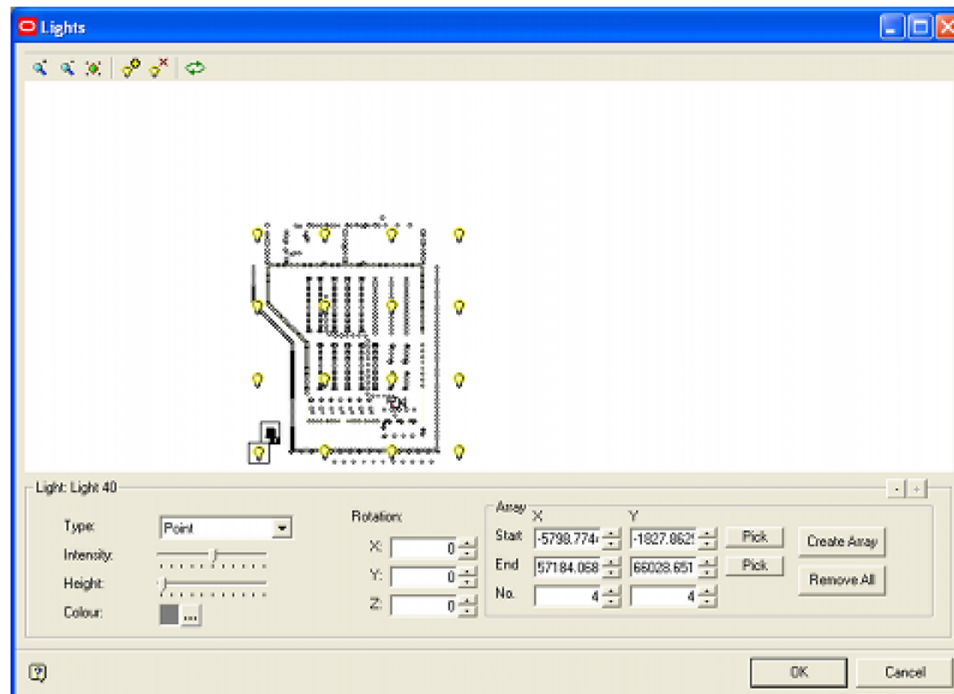 Lights
Light: Light 40
Type: Point
Intensity:
Height:
Colour: ...
Rotation:
X: 0
Y: 0
Z: 0
Array
X Y
Start -5798.774 -1827.862 Pick
End 57184.068 66028.651 Pick
No. 4 4
Create Array
Remove All
OK Cancel